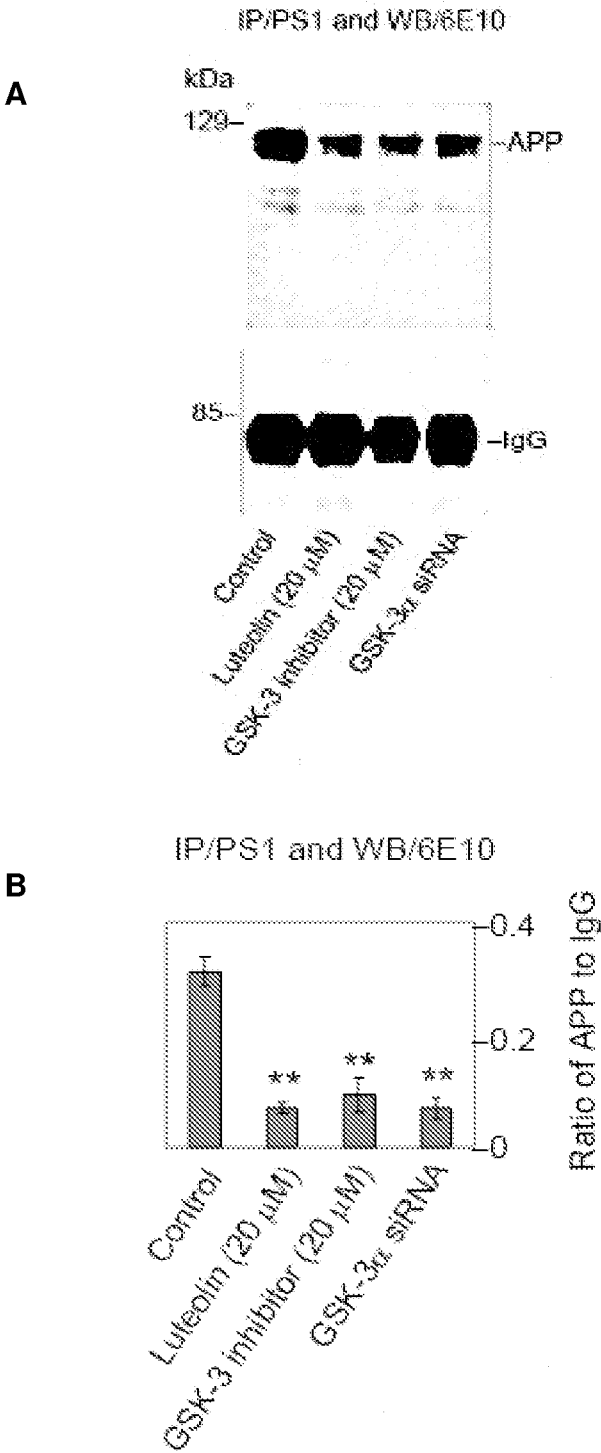 IP/PS1 and WB/6E10
A
kDa
129
APP
85
IgG
Control
Luteolin (20 μM)
GSK-3 inhibitor (20 μM)
GSK-3α siRNA
IP/PS1 and WB/6E10
B
0.4
0.2
0
Ratio of APP to IgG
**
**
**
Control
Luteolin (20 μM)
GSK-3 inhibitor (20 μM)
GSK-3α siRNA